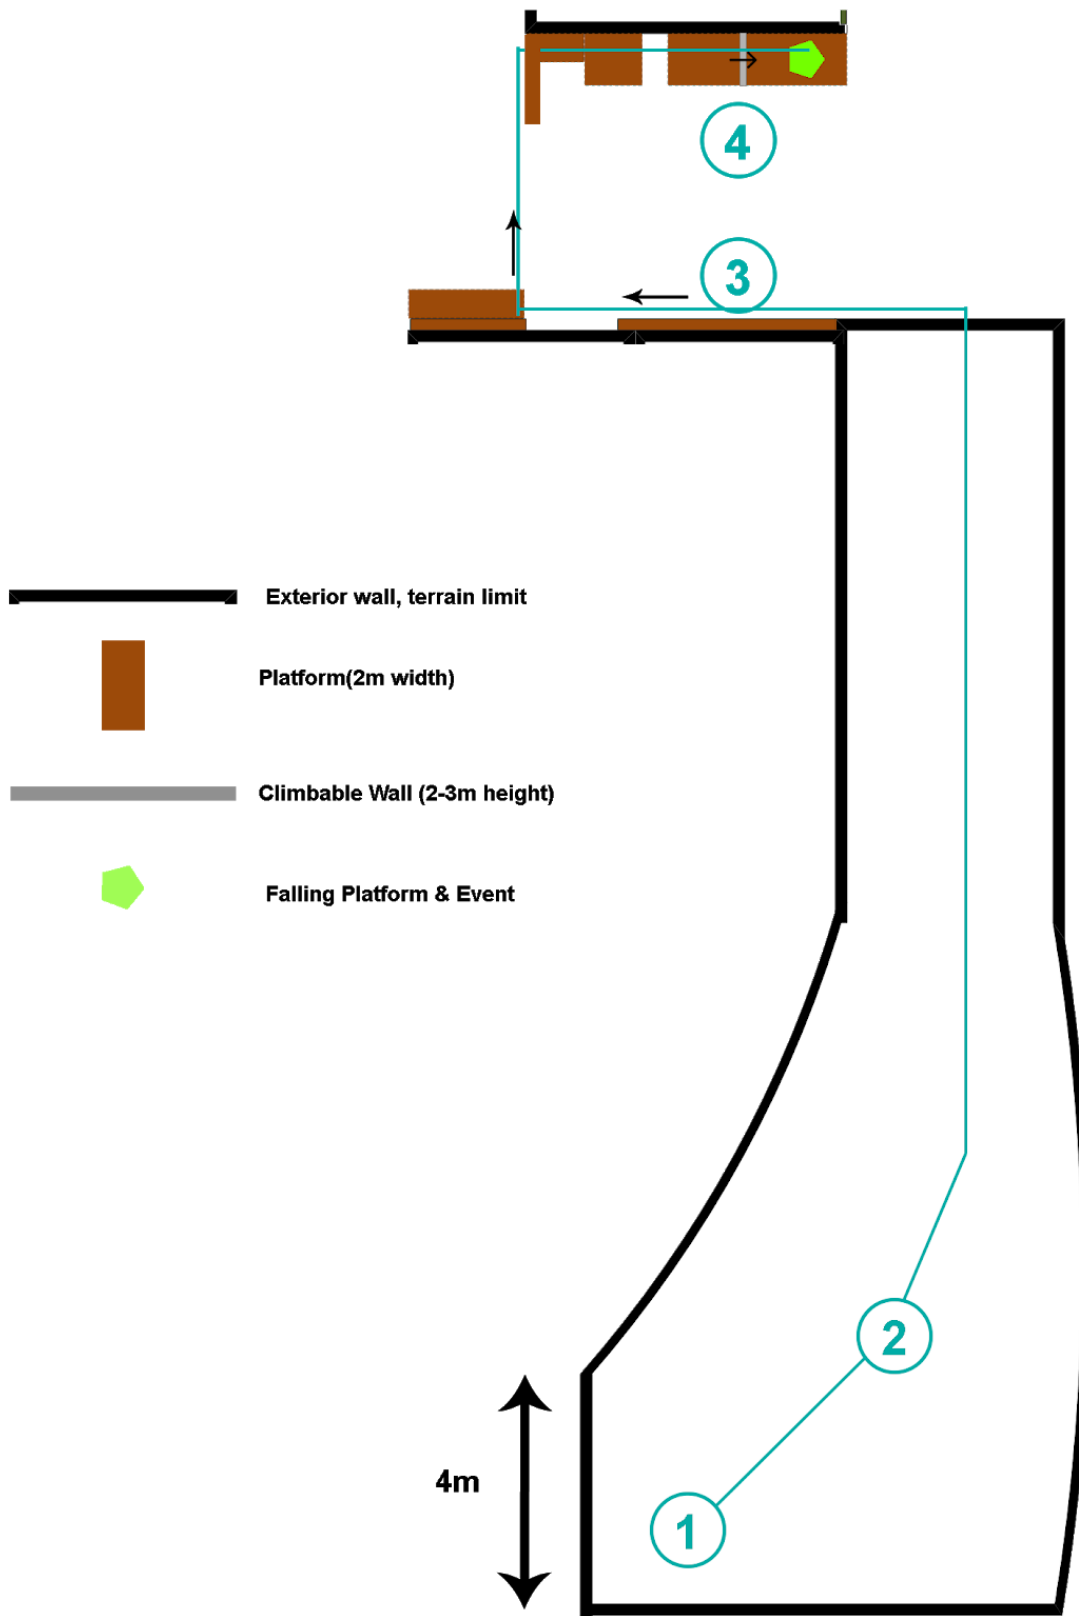 4
3
Exterior wall, terrain limit
Platform(2m width)
Climbable Wall (2-3m height)
Falling Platform & Event
2
4m
1